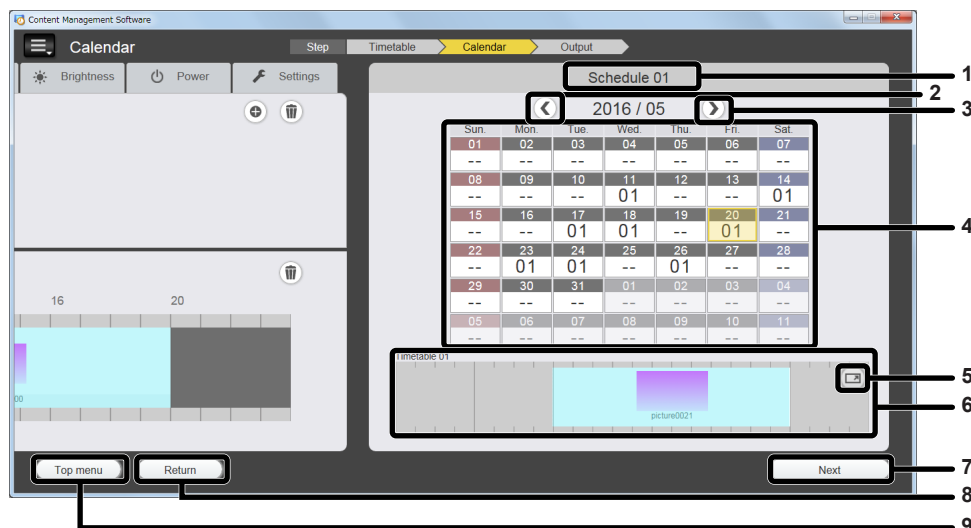 Content Management Software
Calendar
Step
Timetable
Calendar
Output
Brightness
Power
Settings
Schedule 01
1
2
2016 / 05
3
Sun. Mon. Tue. Wed. Thu. Fri. Sat.
01 02 03 04 05 06 07
-- -- -- -- -- -- --
08 09 10 11 12 13 14
-- -- -- 01 -- -- 01
15 16 17 18 19 20 21
-- -- 01 01 -- 01 --
4
22 23 24 25 26 27 28
-- 01 01 -- 01 -- --
29 30 31 01 02 03 04
-- -- -- -- -- -- --
05 06 07 08 09 10 11
-- -- -- -- -- -- --
16 20
00
Timetable 01
5
6
picture0021
Top menu
Return
Next
7
8
9